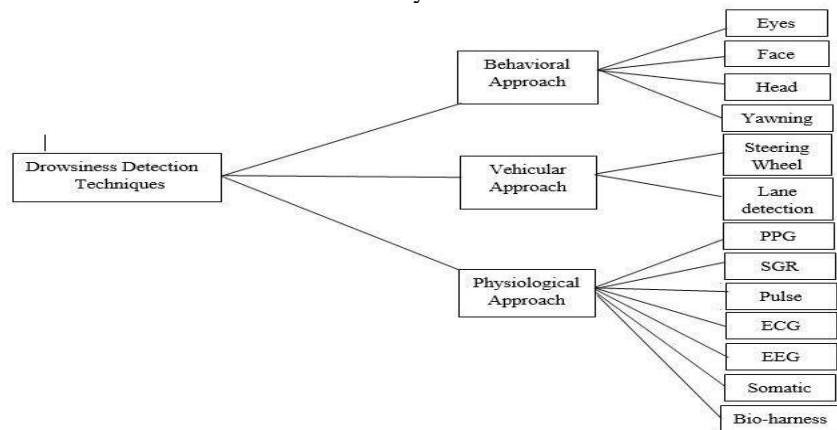 Drowsiness Detection
Techniques
Behavioral
Approach
Eyes
Face
Head
Yawning
Vehicular
Approach
Steering
Wheel
Lane
detection
Physiological
Approach
PPG
SGR
Pulse
ECG
EEG
Somatic
Bio-harness